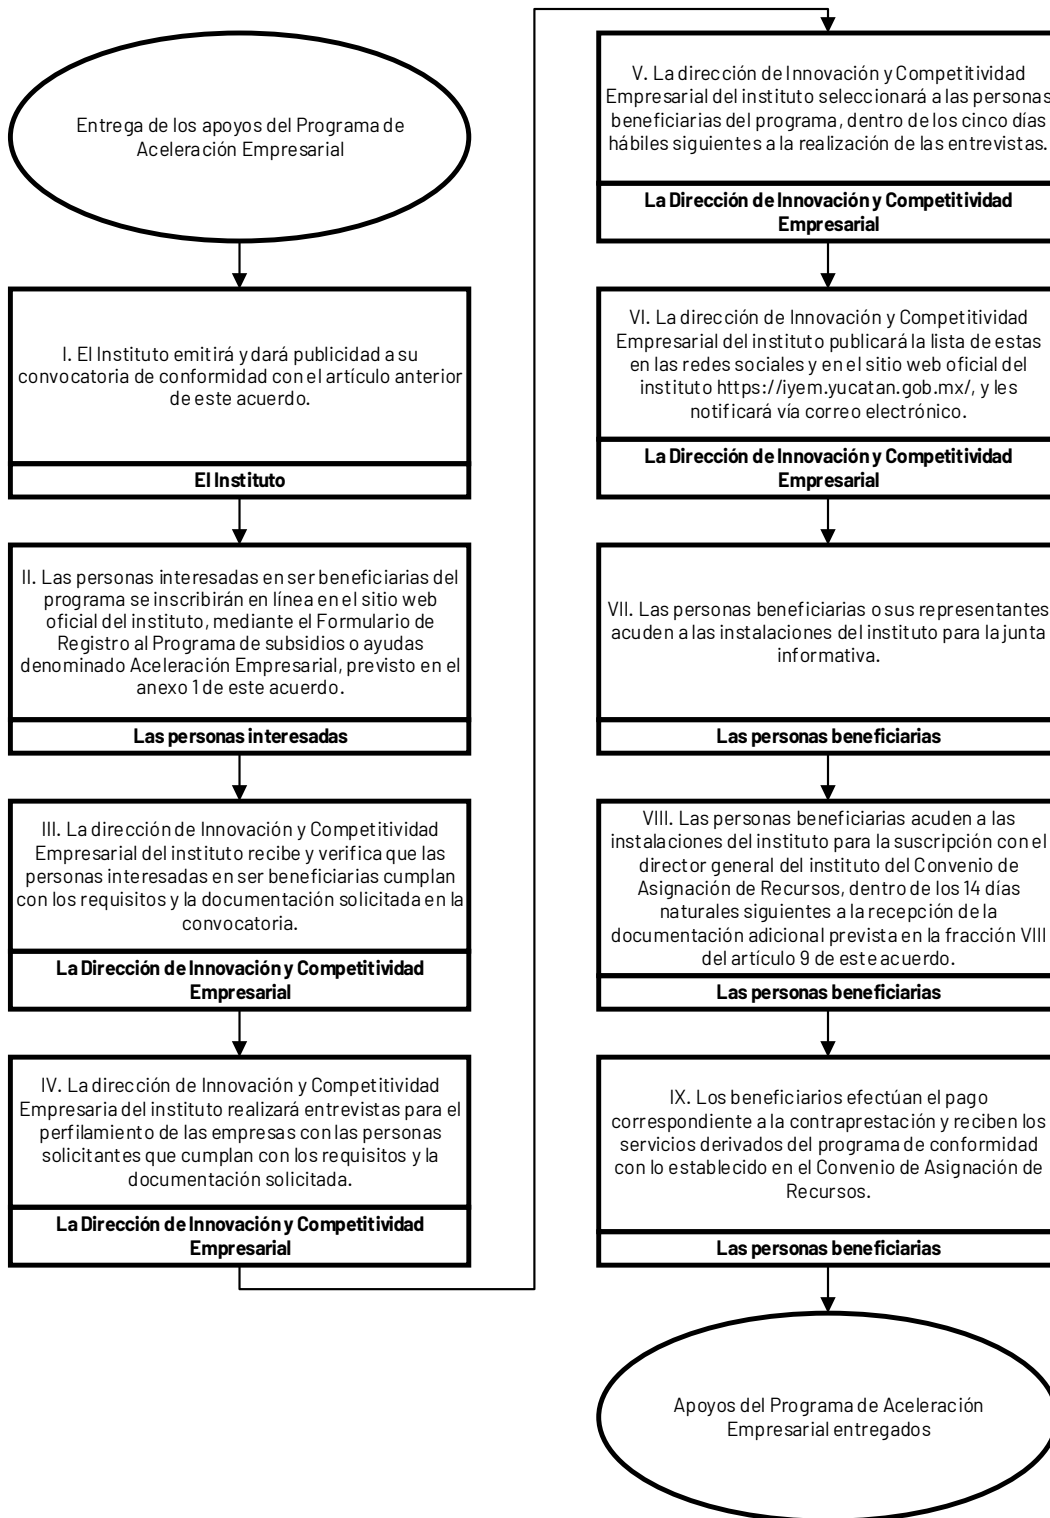 Entrega de los apoyos del Programa de
Aceleración Empresarial
I. El Instituto emitirá y dará publicidad a su
convocatoria de conformidad con el artículo anterior
de este acuerdo.
El Instituto
II. Las personas interesadas en ser beneficiarias del
programa se inscribirán en línea en el sitio web
oficial del instituto, mediante el Formulario de
Registro al Programa de subsidios o ayudas
denominado Aceleración Empresarial, previsto en el
anexo 1 de este acuerdo.
Las personas interesadas
III. La dirección de Innovación y Competitividad
Empresarial del instituto recibe y verifica que las
personas interesadas en ser beneficiarias cumplan
con los requisitos y la documentación solicitada en la
convocatoria.
La Dirección de Innovación y Competitividad
Empresarial
IV. La dirección de Innovación y Competitividad
Empresaria del instituto realizará entrevistas para el
perfilamiento de las empresas con las personas
solicitantes que cumplan con los requisitos y la
documentación solicitada.
La Dirección de Innovación y Competitividad
Empresarial
V. La dirección de Innovación y Competitividad
Empresarial del instituto seleccionará a las personas
beneficiarias del programa, dentro de los cinco días
hábiles siguientes a la realización de las entrevistas.
La Dirección de Innovación y Competitividad
Empresarial
VI. La dirección de Innovación y Competitividad
Empresarial del instituto publicará la lista de estas
en las redes sociales y en el sitio web oficial del
instituto https://iyem.yucatan.gob.mx/, y les
notificará vía correo electrónico.
La Dirección de Innovación y Competitividad
Empresarial
VII. Las personas beneficiarias o sus representantes
acuden a las instalaciones del instituto para la junta
informativa.
Las personas beneficiarias
VIII. Las personas beneficiarias acuden a las
instalaciones del instituto para la suscripción con el
director general del instituto del Convenio de
Asignación de Recursos, dentro de los 14 días
naturales siguientes a la recepción de la
documentación adicional prevista en la fracción VIII
del artículo 9 de este acuerdo.
Las personas beneficiarias
IX. Los beneficiarios efectúan el pago
correspondiente a la contraprestación y reciben los
servicios derivados del programa de conformidad
con lo establecido en el Convenio de Asignación de
Recursos.
Las personas beneficiarias
Apoyos del Programa de Aceleración
Empresarial entregados